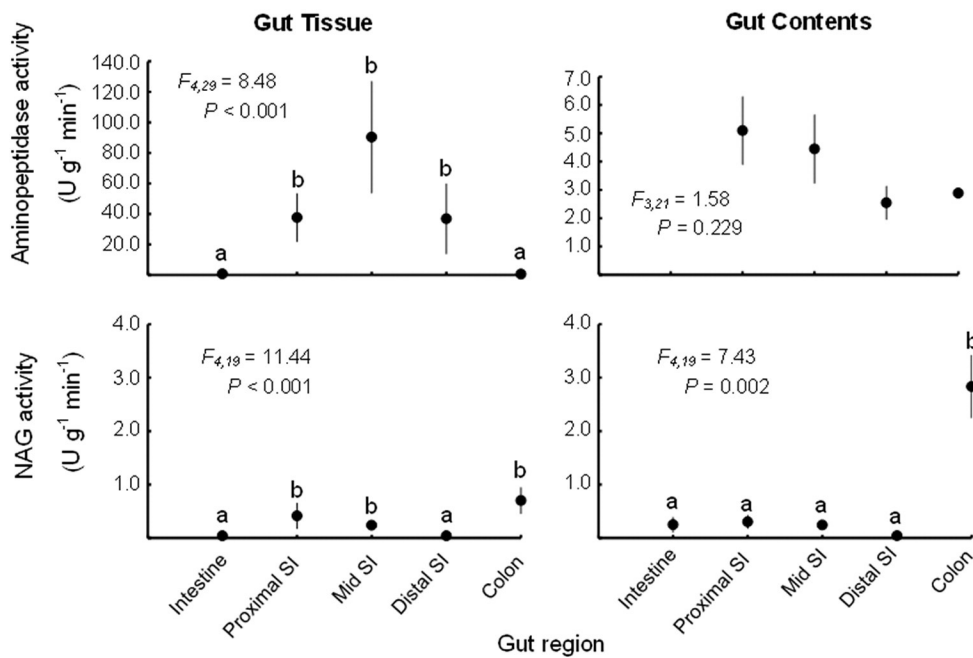 Gut Tissue
Gut Contents
Aminopeptidase activity
(U g⁻¹ min⁻¹)
140.0
120.0
100.0
80.0
60.0
40.0
20.0
F4,29 = 8.48
P < 0.001
a
b
b
b
a
7.0
6.0
5.0
4.0
3.0
2.0
1.0
F3,21 = 1.58
P = 0.229
NAG activity
(U g⁻¹ min⁻¹)
4.0
3.0
2.0
1.0
F4,19 = 11.44
P < 0.001
a
b
b
a
b
4.0
3.0
2.0
1.0
F4,19 = 7.43
P = 0.002
a
a
a
a
b
Intestine
Proximal SI
Mid SI
Distal SI
Colon
Intestine
Proximal SI
Mid SI
Distal SI
Colon
Gut region